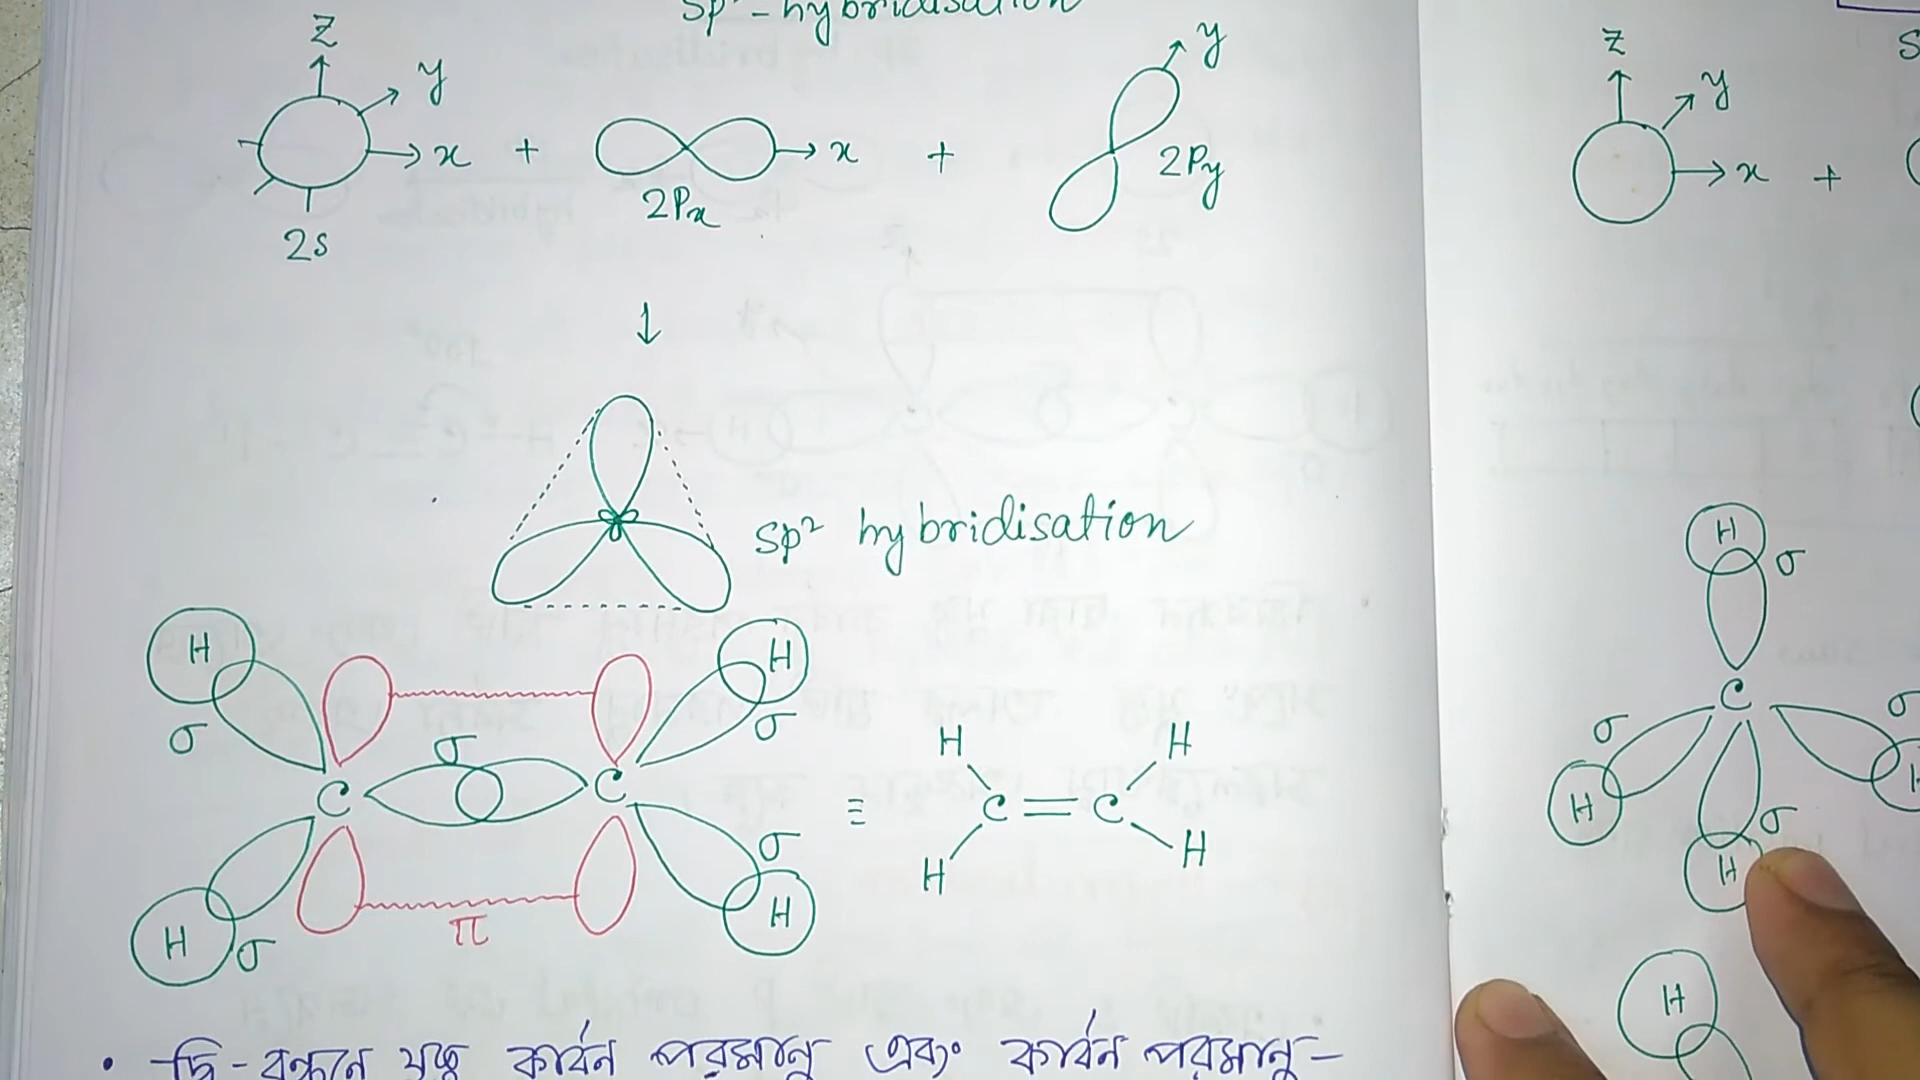 Sp² - hybridisation
z y x + x + y
2s 2Px 2Py
↓
Sp² hybridisation
H H
σ σ σ
C C ≡ H H C = C H H
σ σ
H H
π
• দ্বি-বন্ধনে যুক্ত কার্বন পরমানু এবং কার্বন পরমানু-
z y x +
H σ
C
σ σ
H H
σ
H
H